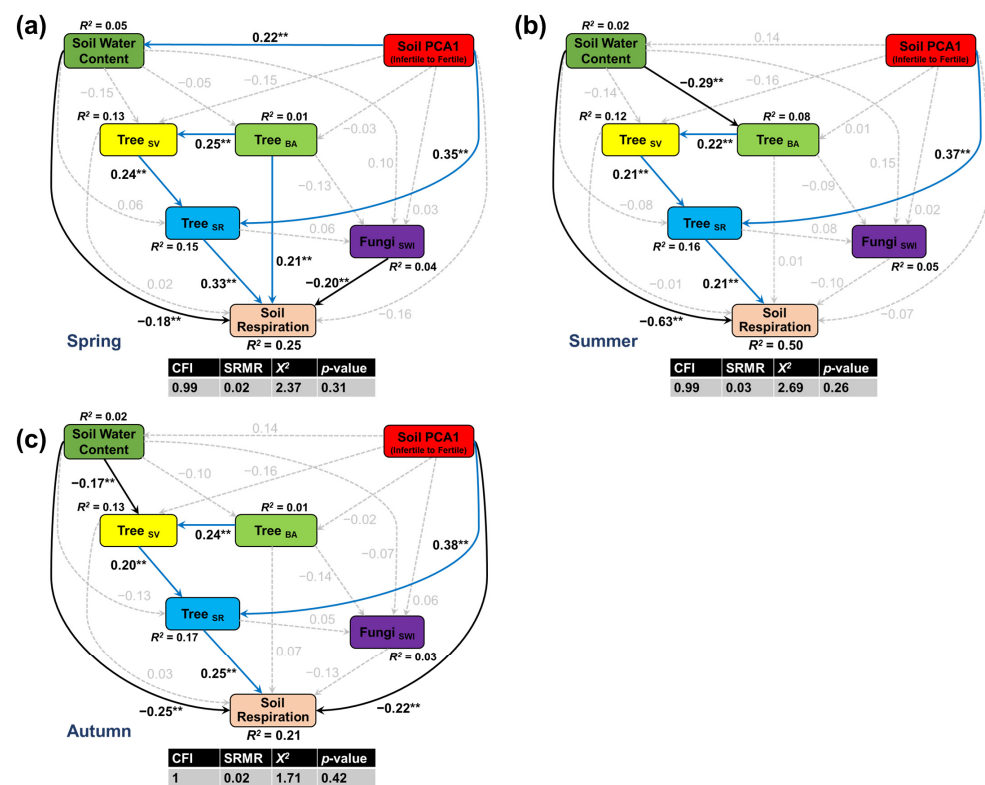 (a)
R² = 0.05
Soil Water
Content
0.22**
Soil PCA1
(Infertile to Fertile)
−0.15
−0.05
−0.15
R² = 0.13
R² = 0.01
−0.03
Tree SV
0.25**
Tree BA
0.10
0.35**
0.24**
−0.13
0.06
0.03
Tree SR
0.06
Fungi SWI
R² = 0.15
R² = 0.04
0.21**
−0.20**
0.02
0.33**
−0.16
−0.18**
Soil
Respiration
Spring
R² = 0.25
CFI SRMR X² p-value
0.99 0.02 2.37 0.31
(b)
R² = 0.02
Soil Water
Content
0.14
Soil PCA1
(Infertile to Fertile)
−0.29**
−0.16
−0.14
R² = 0.12
R² = 0.08
0.01
Tree SV
0.22**
Tree BA
0.15
0.37**
0.21**
−0.09
−0.08
0.02
Tree SR
0.08
Fungi SWI
R² = 0.16
R² = 0.05
0.01
−0.10
−0.01
0.21**
−0.07
−0.63**
Soil
Respiration
Summer
R² = 0.50
CFI SRMR X² p-value
0.99 0.03 2.69 0.26
(c)
R² = 0.02
Soil Water
Content
0.14
Soil PCA1
(Infertile to Fertile)
−0.17**
−0.10
−0.16
R² = 0.13
R² = 0.01
−0.02
Tree SV
0.24**
Tree BA
−0.07
0.38**
0.20**
−0.14
−0.13
0.06
Tree SR
0.05
Fungi SWI
R² = 0.17
R² = 0.03
0.07
−0.13
0.03
0.25**
−0.25**
−0.22**
Soil
Respiration
Autumn
R² = 0.21
CFI SRMR X² p-value
1 0.02 1.71 0.42